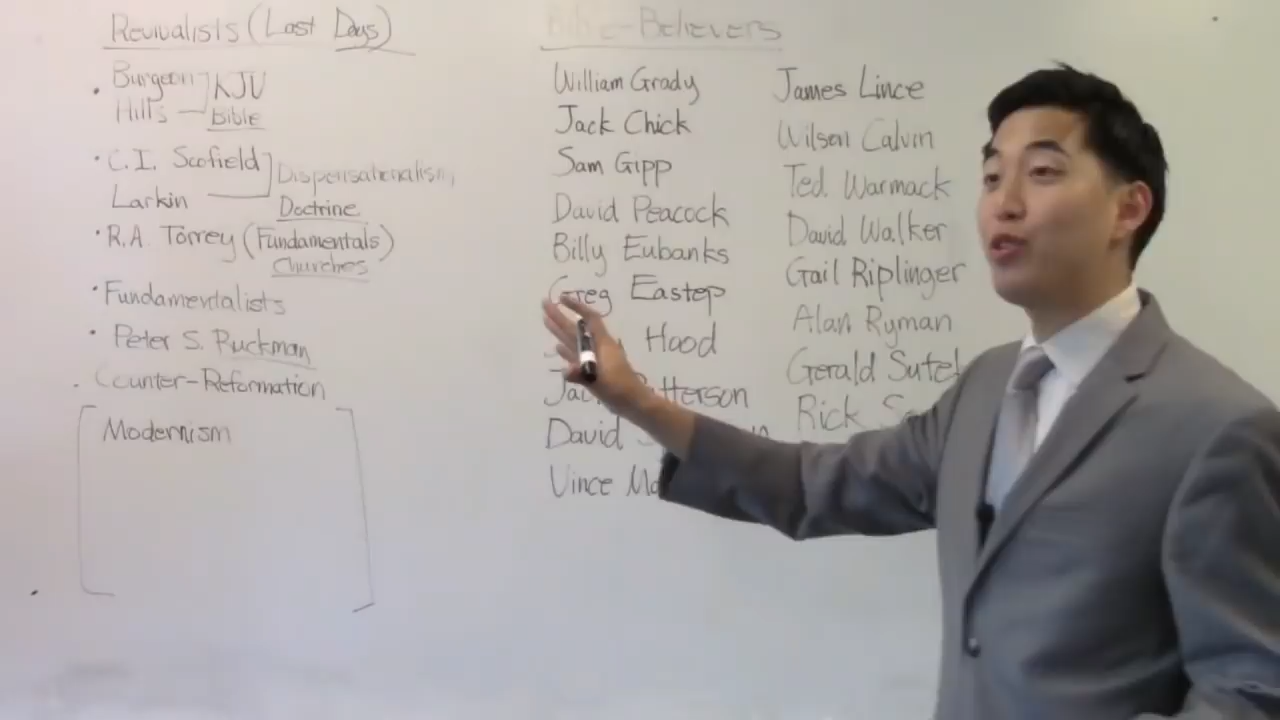 Revivalists (Last Days)
• Burgeon KJV
Hills bible
• C.I. Scofield
Dispensationalism,
Larkin
Doctrine
• R.A. Torrey (Fundamentals)
Churches
• Fundamentalists
• Peter S. Ruckman
. Counter-Reformation
Modernism
Bible-Believers
William Grady
Jack Chick
Sam Gipp
David Peacock
Billy Eubanks
Greg Eastep
Hood
David
Vince
James Lince
Wilson Calvin
Ted Warmack
David Walker
Gail Riplinger
Alan Ryman
Gerald
Rick